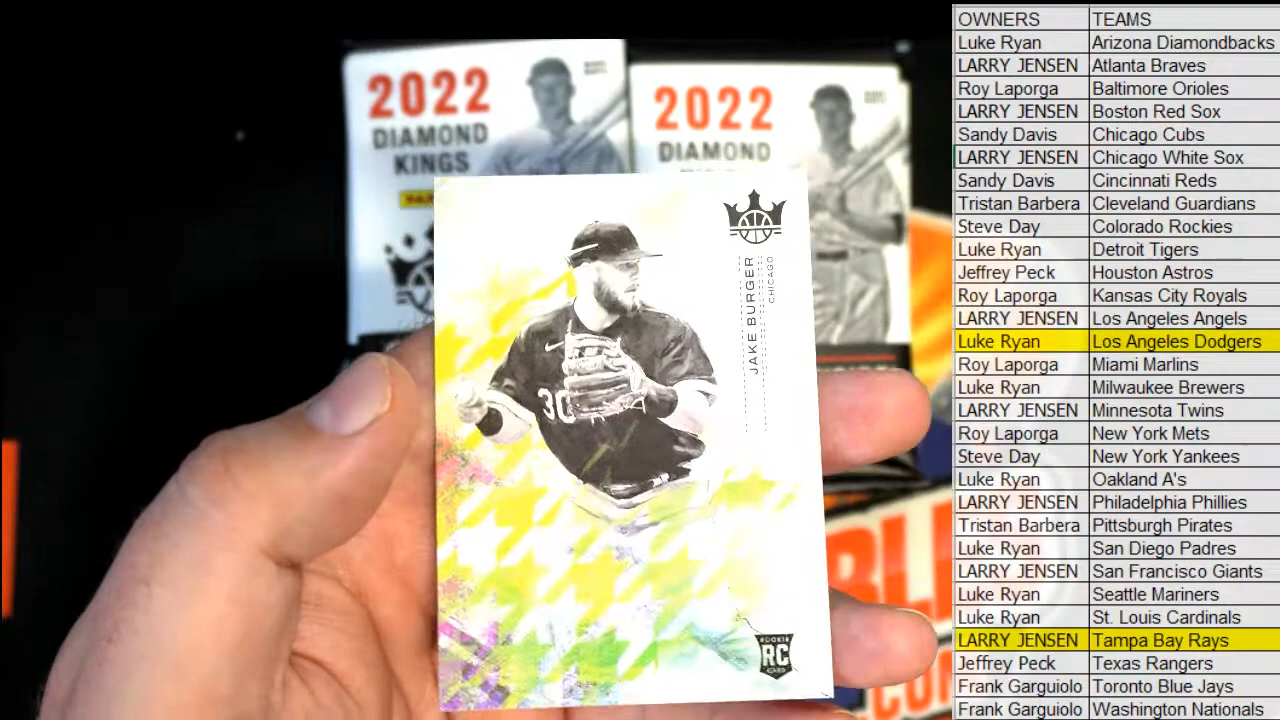 2022
DIAMOND
KINGS
2022
DIAMOND
JAKE BURGER
CHICAGO
30
ROOKIE
RC
CARD
OWNERS TEAMS
Luke Ryan Arizona Diamondbacks
LARRY JENSEN Atlanta Braves
Roy Laporga Baltimore Orioles
LARRY JENSEN Boston Red Sox
Sandy Davis Chicago Cubs
LARRY JENSEN Chicago White Sox
Sandy Davis Cincinnati Reds
Tristan Barbera Cleveland Guardians
Steve Day Colorado Rockies
Luke Ryan Detroit Tigers
Jeffrey Peck Houston Astros
Roy Laporga Kansas City Royals
LARRY JENSEN Los Angeles Angels
Luke Ryan Los Angeles Dodgers
Roy Laporga Miami Marlins
Luke Ryan Milwaukee Brewers
LARRY JENSEN Minnesota Twins
Roy Laporga New York Mets
Steve Day New York Yankees
Luke Ryan Oakland A's
LARRY JENSEN Philadelphia Phillies
Tristan Barbera Pittsburgh Pirates
Luke Ryan San Diego Padres
LARRY JENSEN San Francisco Giants
Luke Ryan Seattle Mariners
Luke Ryan St. Louis Cardinals
LARRY JENSEN Tampa Bay Rays
Jeffrey Peck Texas Rangers
Frank Garguiolo Toronto Blue Jays
Frank Garguiolo Washington Nationals